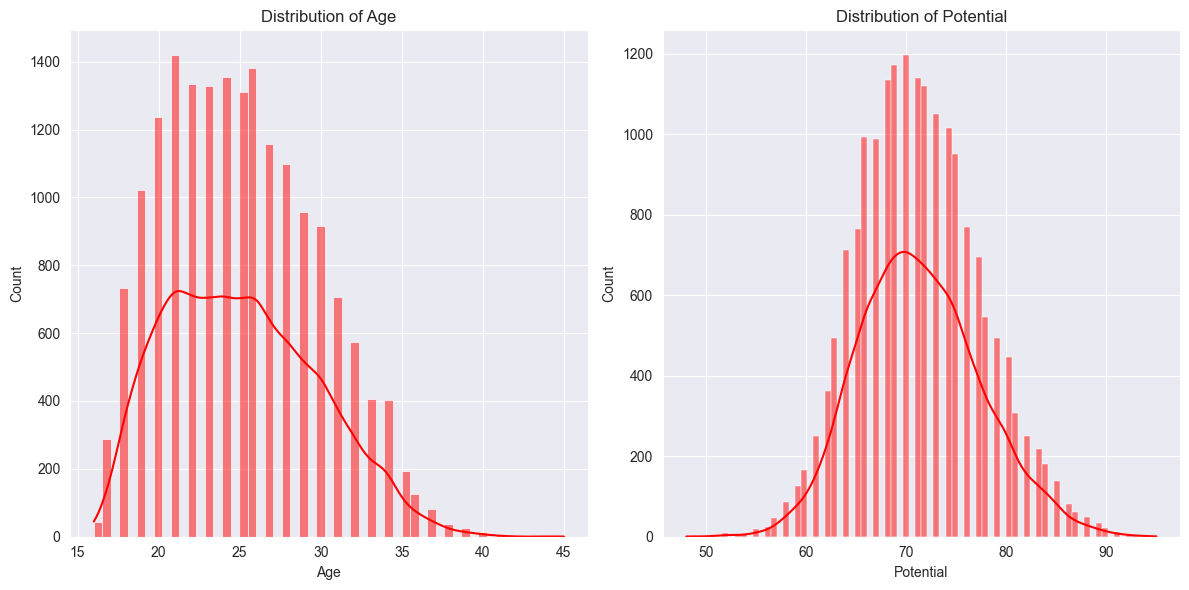 Distribution of Age
1400
1200
1000
800
600
400
200
0
Count
15 20 25 30 35 40 45
Age
Distribution of Potential
1200
1000
800
600
400
200
0
Count
50 60 70 80 90
Potential